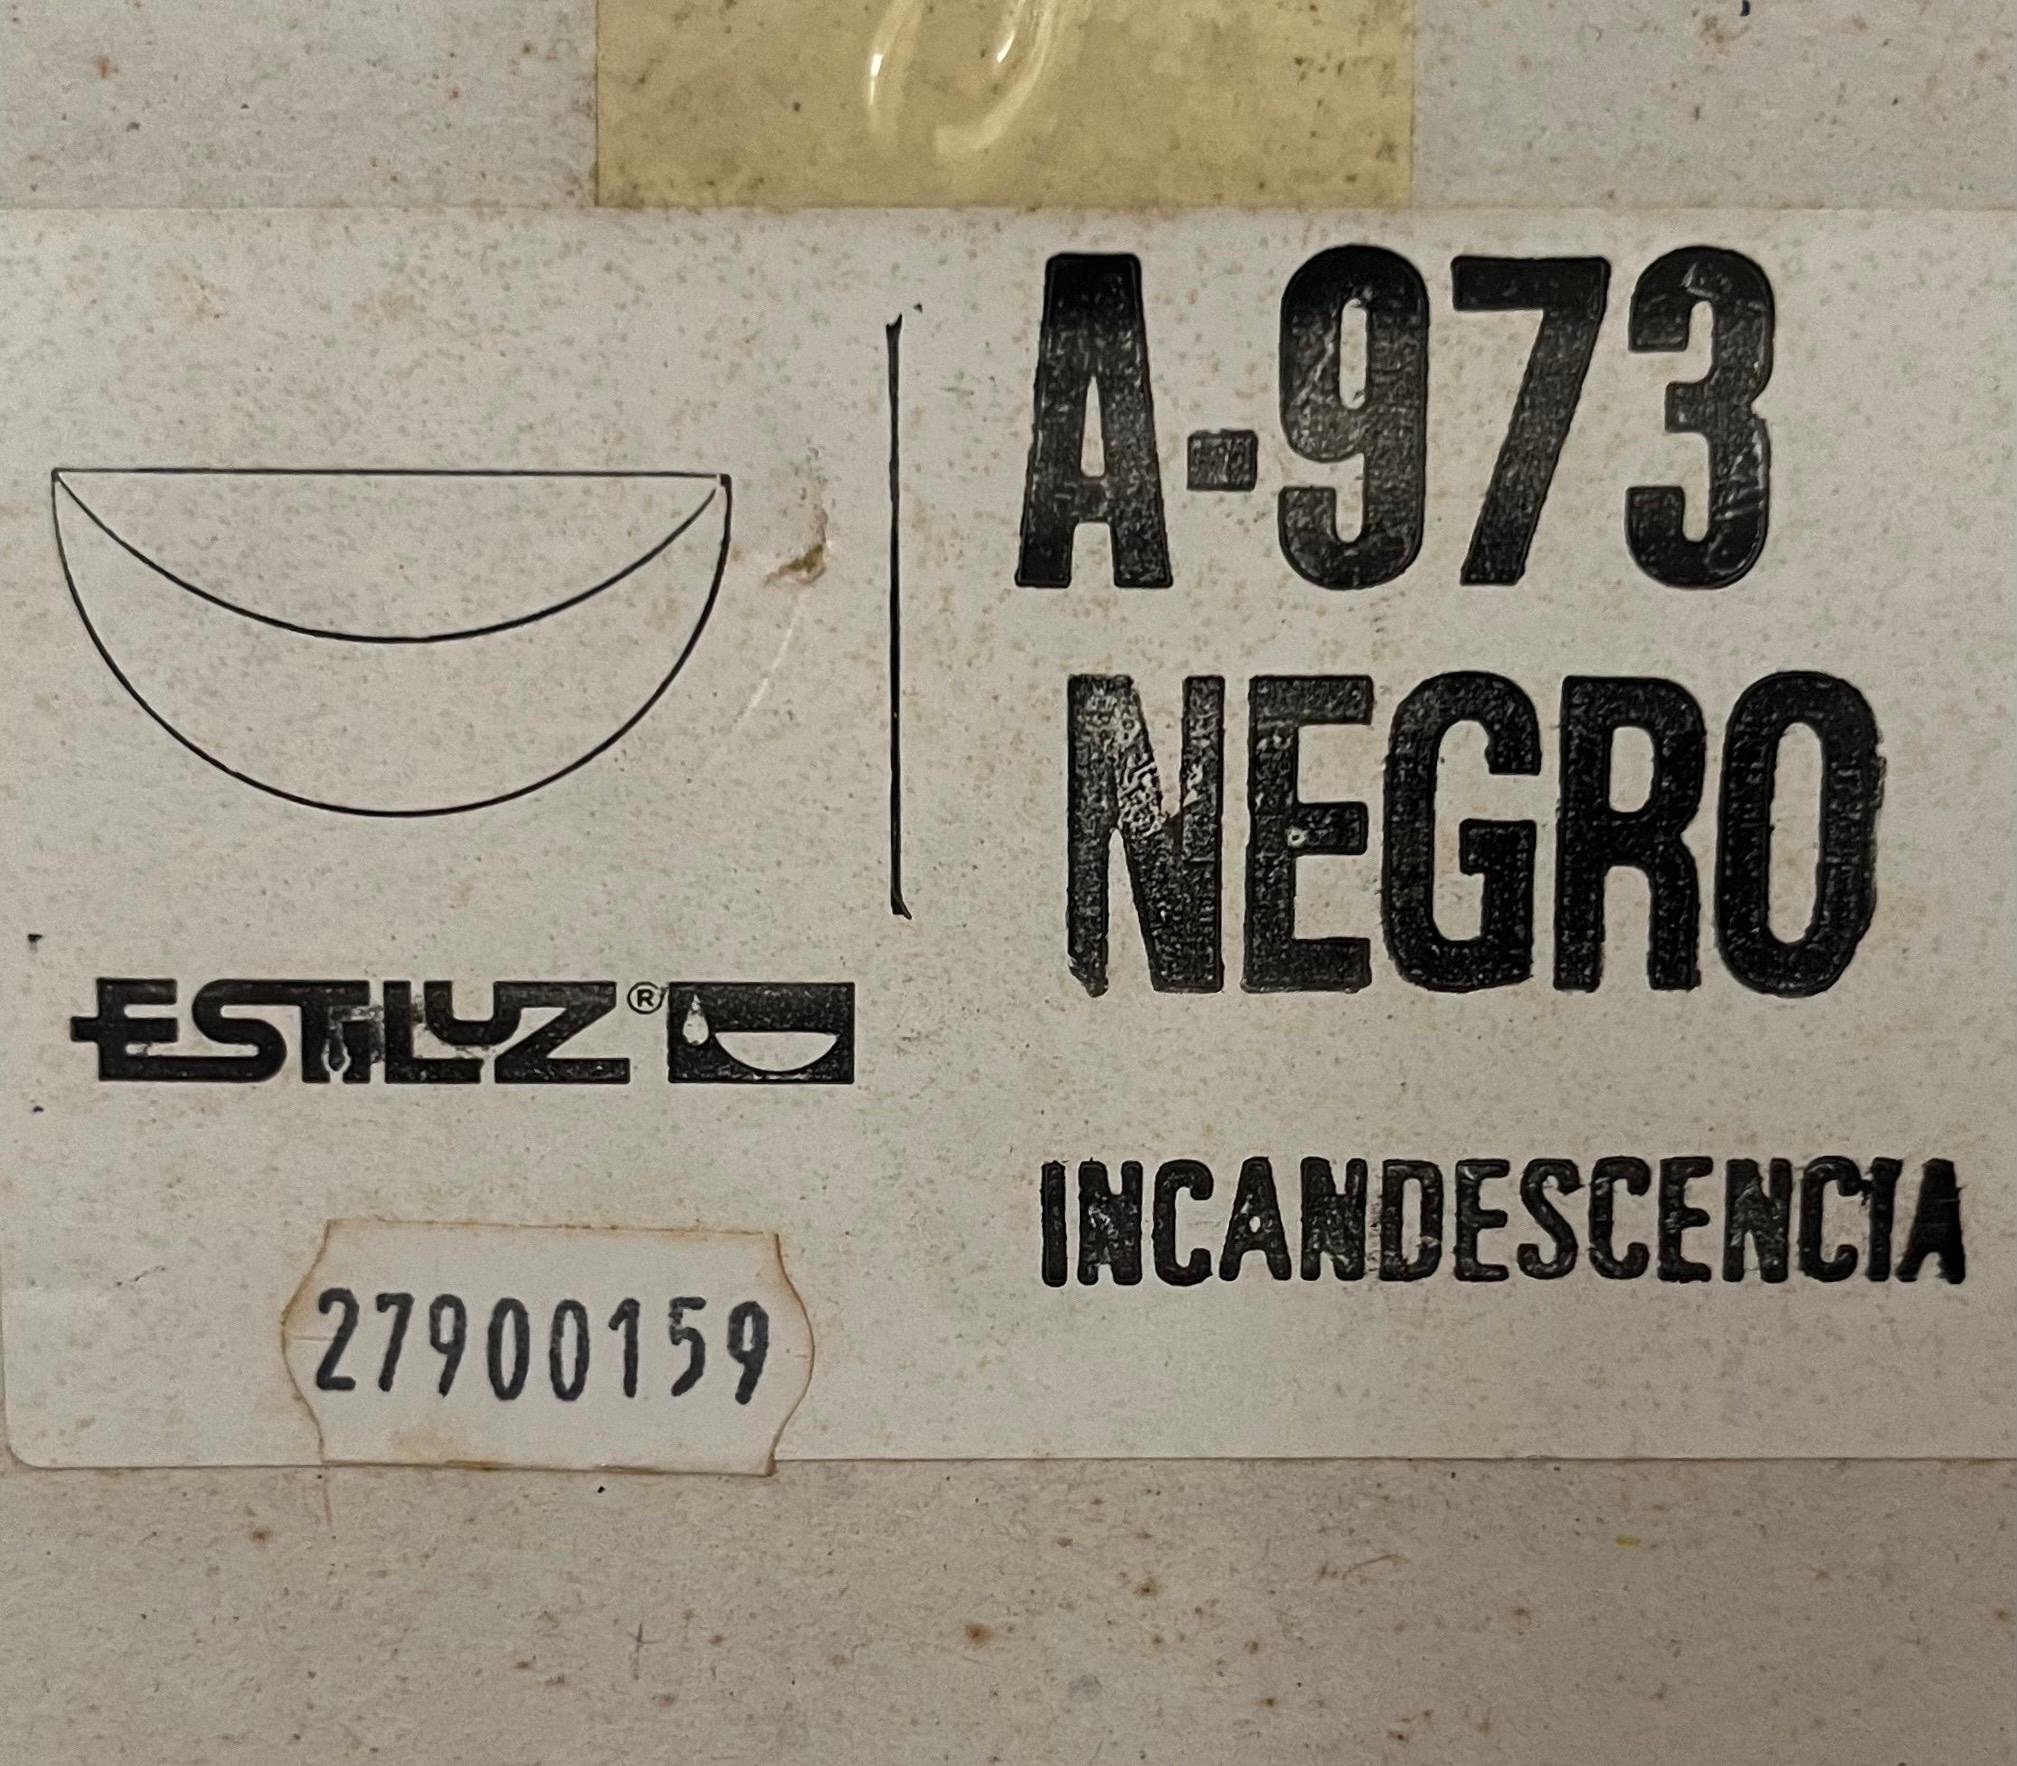 A-973
NEGRO
ESTILUZ®
INCANDESCENCIA
27900159